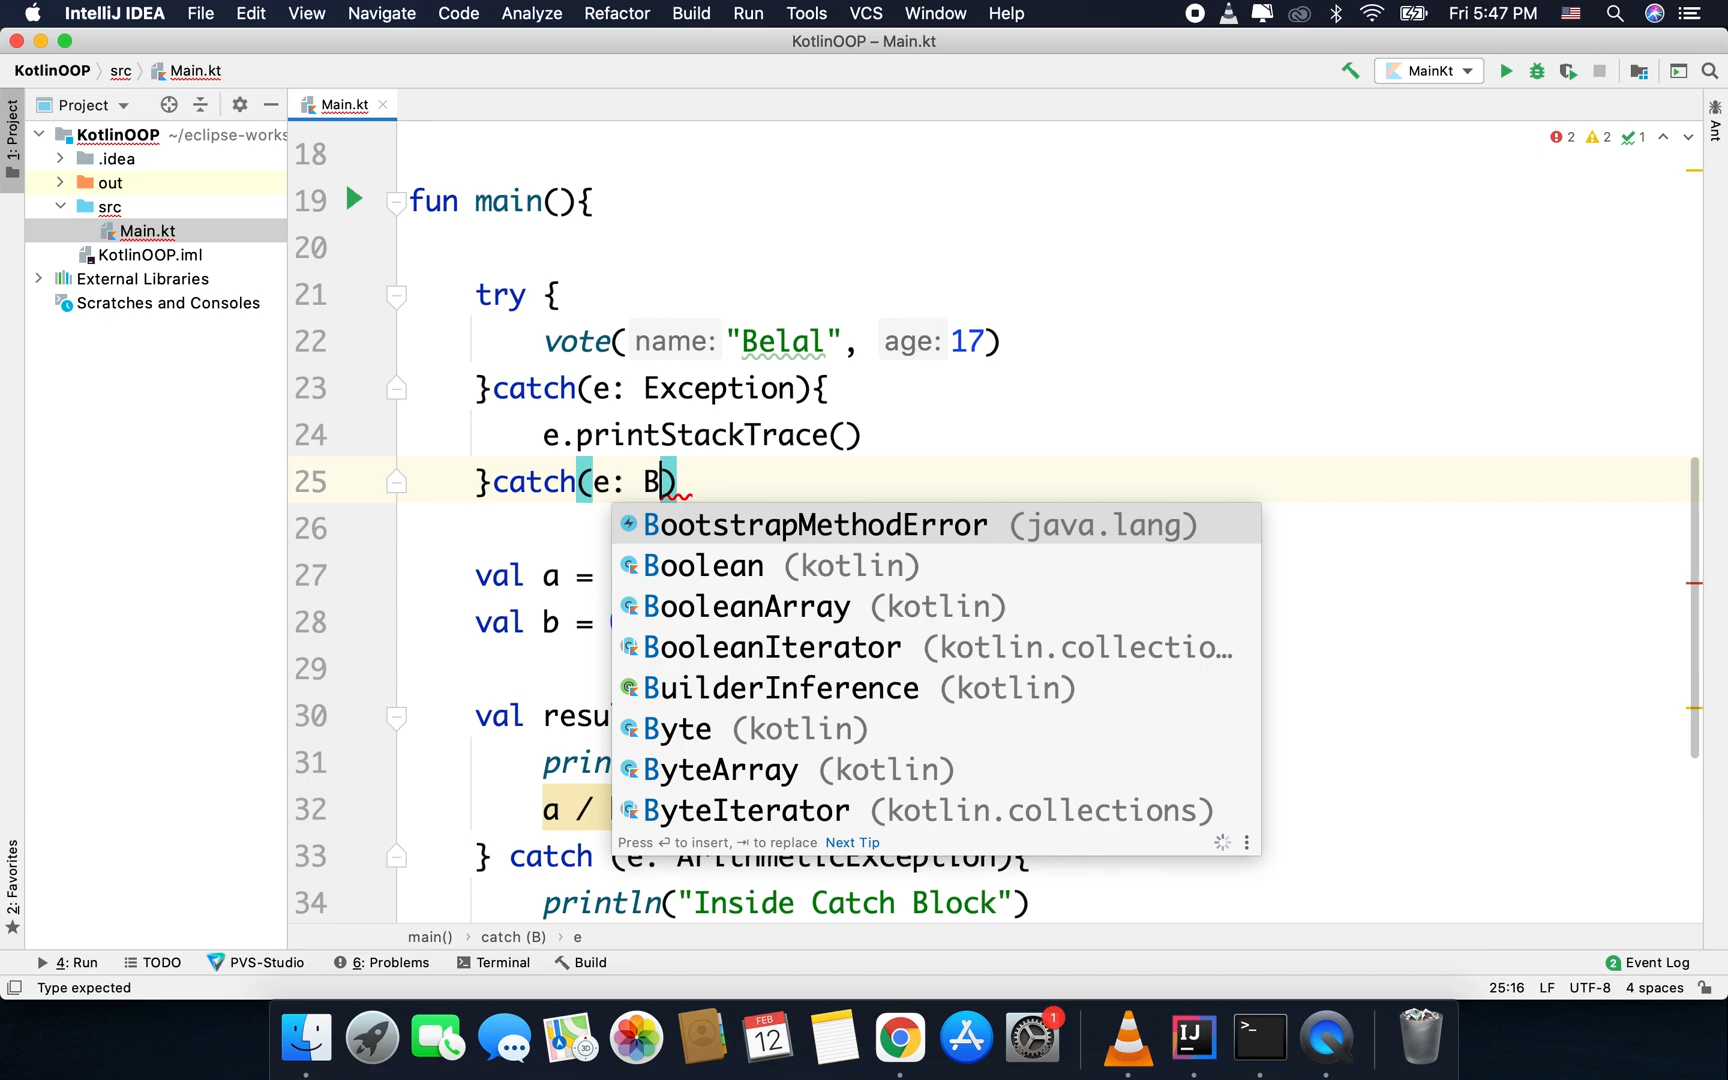 IntelliJ IDEA File Edit View Navigate Code Analyze Refactor Build Run Tools VCS Window Help Fri 5:47 PM
KotlinOOP – Main.kt
KotlinOOP src Main.kt MainKt
Project Main.kt
1: Project
Ant
KotlinOOP ~/eclipse-works
.idea
out
src
Main.kt
KotlinOOP.iml
External Libraries
Scratches and Consoles
2 2 1
18
19 fun main(){
20
21 try {
22 vote( name: "Belal", age: 17)
23 }catch(e: Exception){
24 e.printStackTrace()
25 }catch(e: B)
26
27 val a =
28 val b =
29
30 val resu
31 prin
32 a /
33 } catch (e: ArithmeticException){
34 println("Inside Catch Block")
BootstrapMethodError (java.lang)
Boolean (kotlin)
BooleanArray (kotlin)
BooleanIterator (kotlin.collectio…
BuilderInference (kotlin)
Byte (kotlin)
ByteArray (kotlin)
ByteIterator (kotlin.collections)
Press ⏎ to insert, ⇥ to replace Next Tip
2: Favorites
main() › catch (B) › e
4: Run TODO PVS-Studio 6: Problems Terminal Build 2 Event Log
Type expected 25:16 LF UTF-8 4 spaces
FEB
12
1
IJ
>_